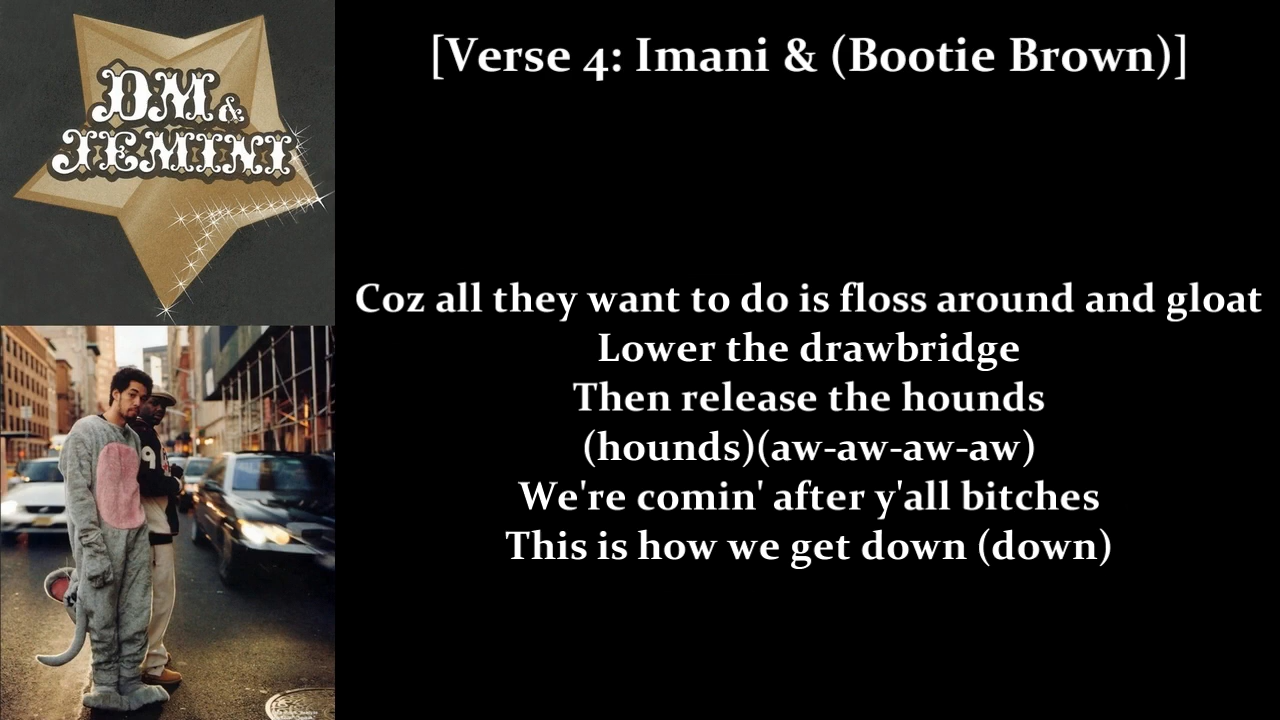 DM &
JEMINI
[Verse 4: Imani & (Bootie Brown)]
Coz all they want to do is floss around and gloat
Lower the drawbridge
Then release the hounds
(hounds)(aw-aw-aw-aw)
We're comin' after y'all bitches
This is how we get down (down)